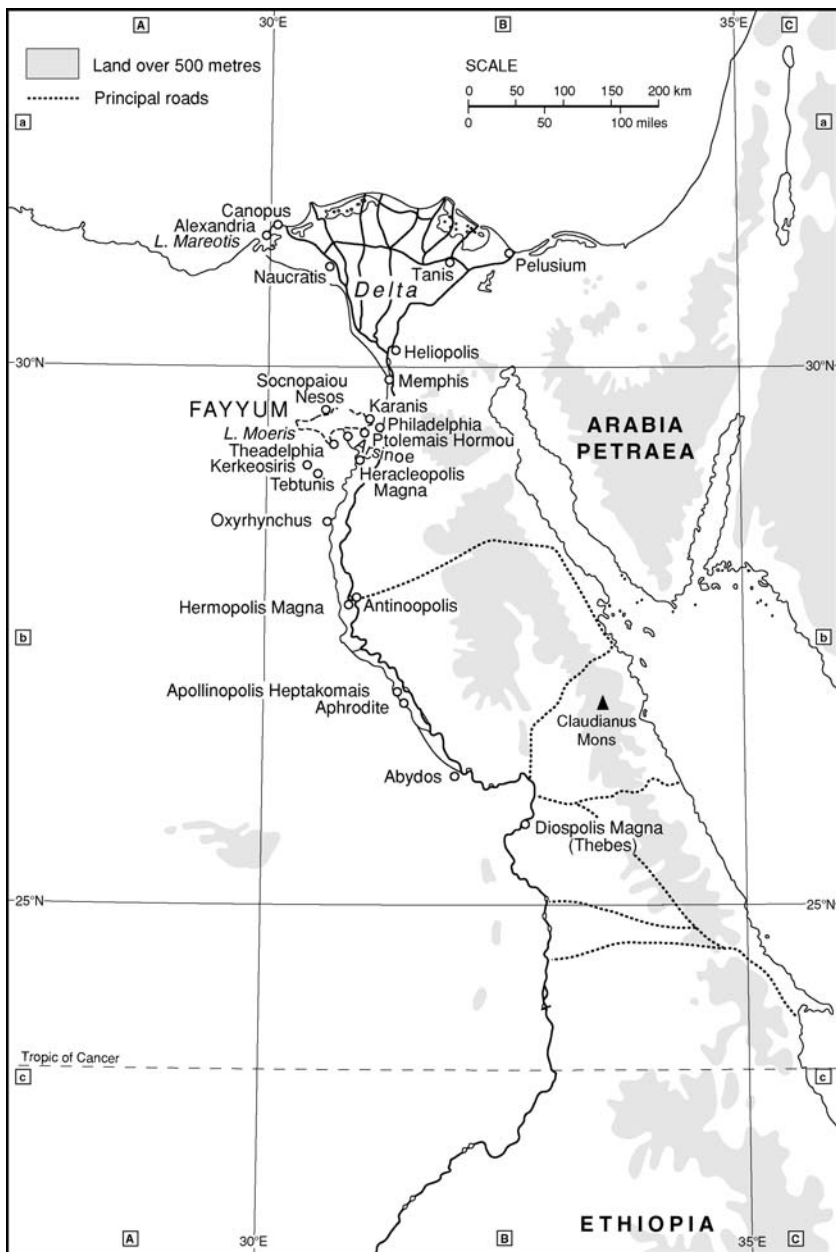 A
30°E
B
35°E
C
Land over 500 metres
Principal roads
SCALE
0 50 100 150 200 km
0 50 100 miles
a
a
Canopus
Alexandria
L. Mareotis
Naucratis
Delta
Tanis
Pelusium
Heliopolis
30°N
30°N
Memphis
Socnopaiou
Nesos
FAYYUM
Karanis
Philadelphia
L. Moeris
Ptolemais Hormou
Theadelphia
Arsinoe
Kerkeosiris
Heracleopolis
Magna
Tebtunis
Oxyrhynchus
ARABIA
PETRAEA
Hermopolis Magna
Antinoopolis
b
b
Apollinopolis Heptakomais
Aphrodite
Claudianus
Mons
Abydos
Diospolis Magna
(Thebes)
25°N
25°N
Tropic of Cancer
c
c
ETHIOPIA
A
30°E
B
35°E
C